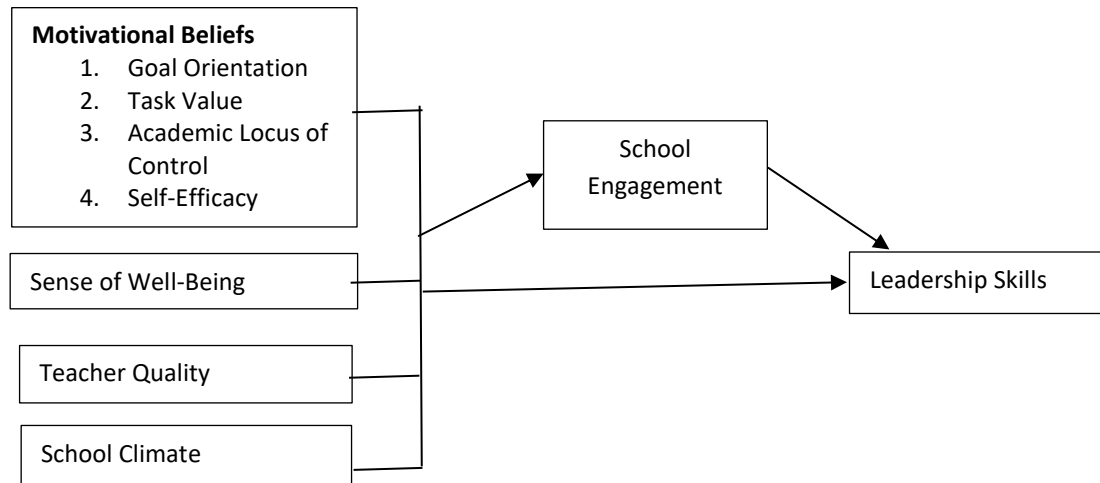 Motivational Beliefs
1. Goal Orientation
2. Task Value
3. Academic Locus of
Control
4. Self-Efficacy
School
Engagement
Sense of Well-Being
Leadership Skills
Teacher Quality
School Climate